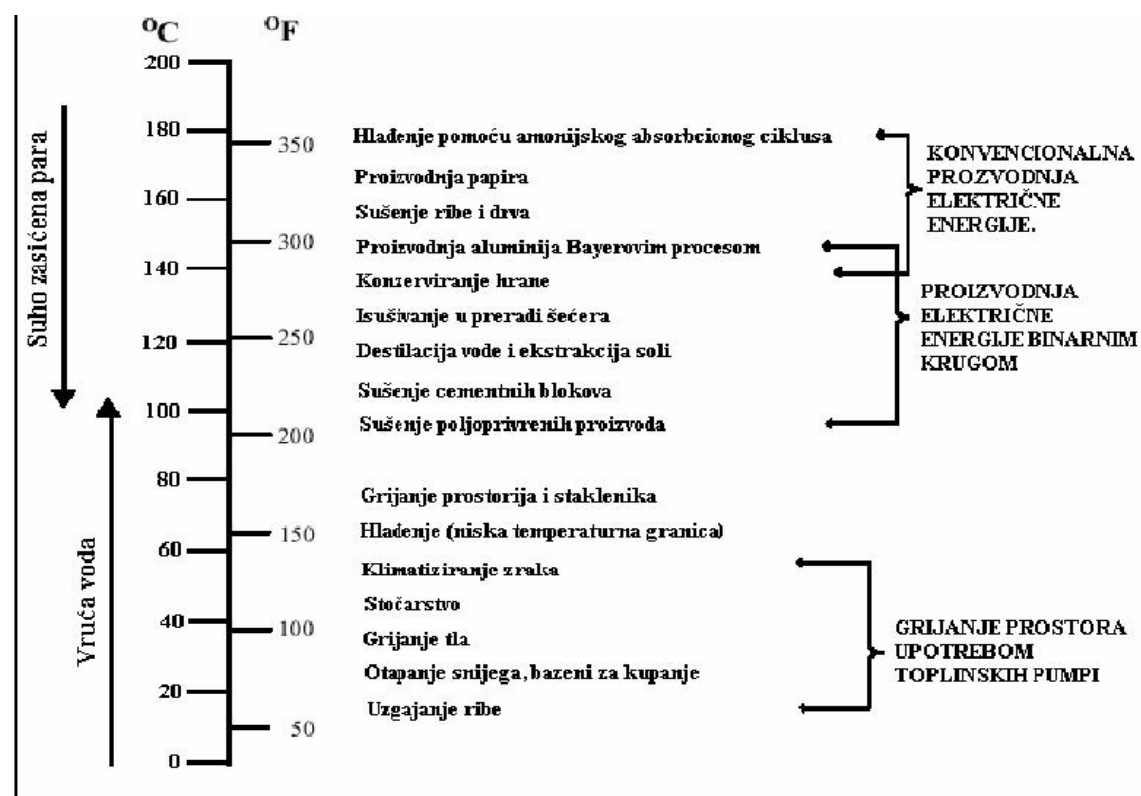 °C
°F
200
180
350
160
300
140
120
250
100
200
80
150
60
40
100
20
50
0
Suho zasićena para
Vruća voda
Hlađenje pomoću amonijskog absorbcionog ciklusa
Proizvodnja papira
Sušenje ribe i drva
Proizvodnja aluminija Bayerovim procesom
Konzerviranje hrane
Isušivanje u preradi šećera
Destilacija vode i ekstrakcija soli
Sušenje cementnih blokova
Sušenje poljoprivrenih proizvoda
Grijanje prostorija i staklenika
Hlađenje (niska temperaturna granica)
Klimatiziranje zraka
Stočarstvo
Grijanje tla
Otapanje snijega, bazeni za kupanje
Uzgajanje ribe
KONVENCIONALNA
PROZVODNJA
ELEKTRIČNE
ENERGIJE.
PROIZVODNJA
ELEKTRIČNE
ENERGIJE BINARNIM
KRUGOM
GRIJANJE PROSTORA
UPOTREBOM
TOPLINSKIH PUMPI